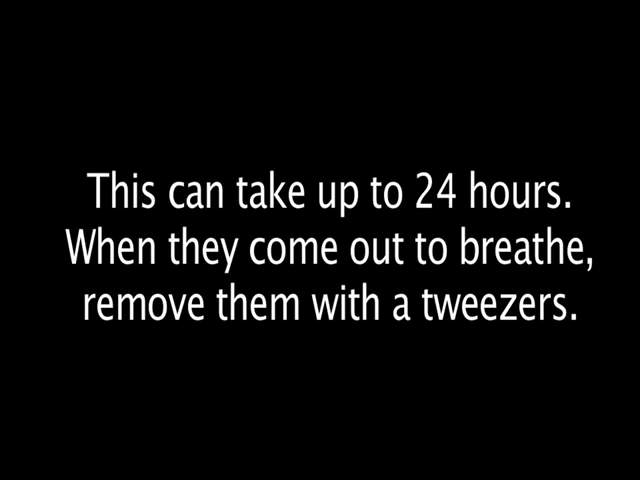 This can take up to 24 hours.
When they come out to breathe,
remove them with a tweezers.